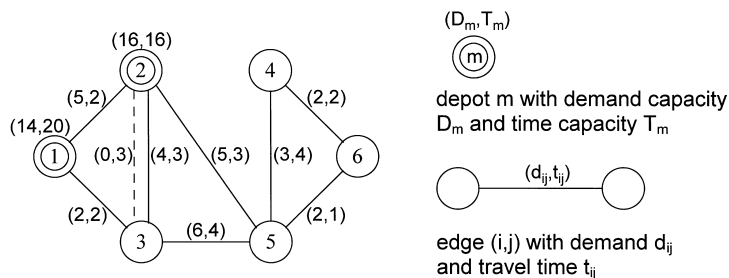 (16,16)
(D_m,T_m)
2
4
m
(5,2)
(2,2)
depot m with demand capacity
D_m and time capacity T_m
(14,20)
1
(0,3)
(4,3)
(5,3)
(3,4)
6
(d_ij,t_ij)
(2,2)
(2,1)
(6,4)
3
5
edge (i,j) with demand d_ij
and travel time t_ij